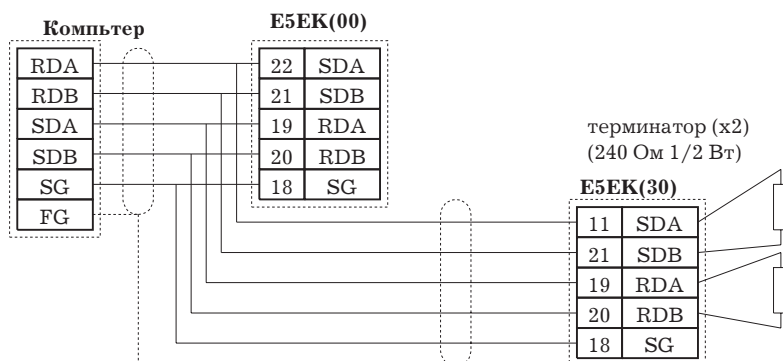 Компьтер
RDA
RDB
SDA
SDB
SG
FG
E5EK(00)
22 SDA
21 SDB
19 RDA
20 RDB
18 SG
терминатор (x2)
(240 Ом 1/2 Вт)
E5EK(30)
11 SDA
21 SDB
19 RDA
20 RDB
18 SG